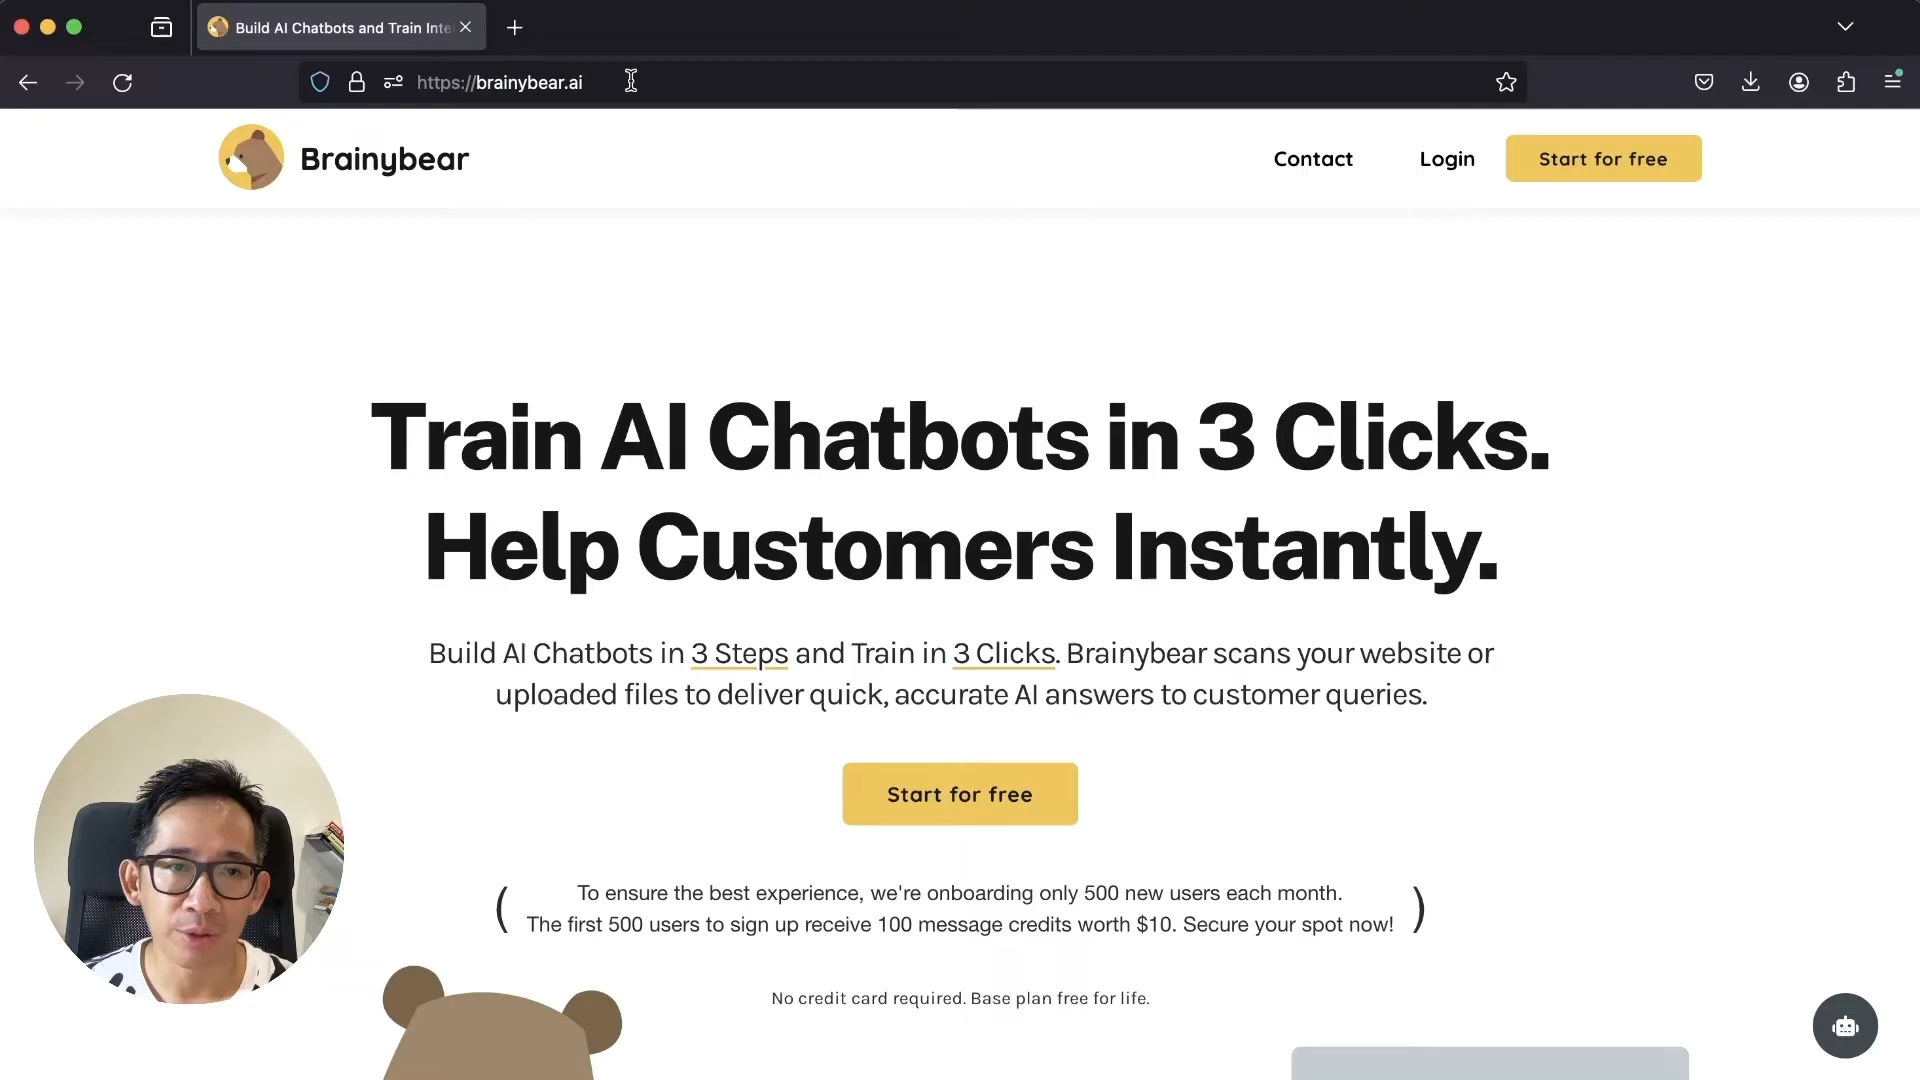 Build AI Chatbots and Train Inte
https://brainybear.ai
Brainybear
Contact
Login
Start for free
Train AI Chatbots in 3 Clicks.
Help Customers Instantly.
Build AI Chatbots in 3 Steps and Train in 3 Clicks. Brainybear scans your website or
uploaded files to deliver quick, accurate AI answers to customer queries.
Start for free
( To ensure the best experience, we're onboarding only 500 new users each month.
The first 500 users to sign up receive 100 message credits worth $10. Secure your spot now! )
No credit card required. Base plan free for life.